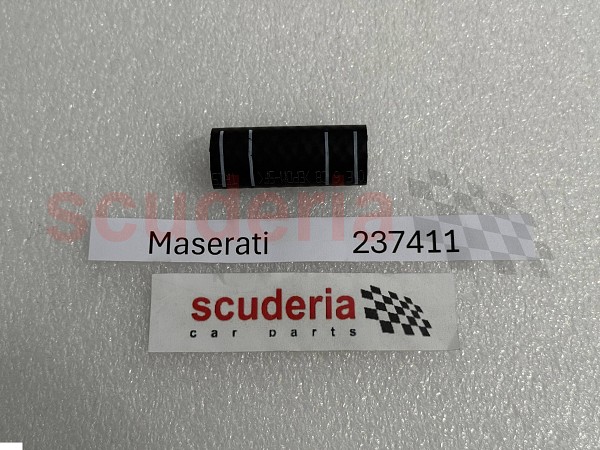 scuderia
Maserati 237411
scuderia
car parts